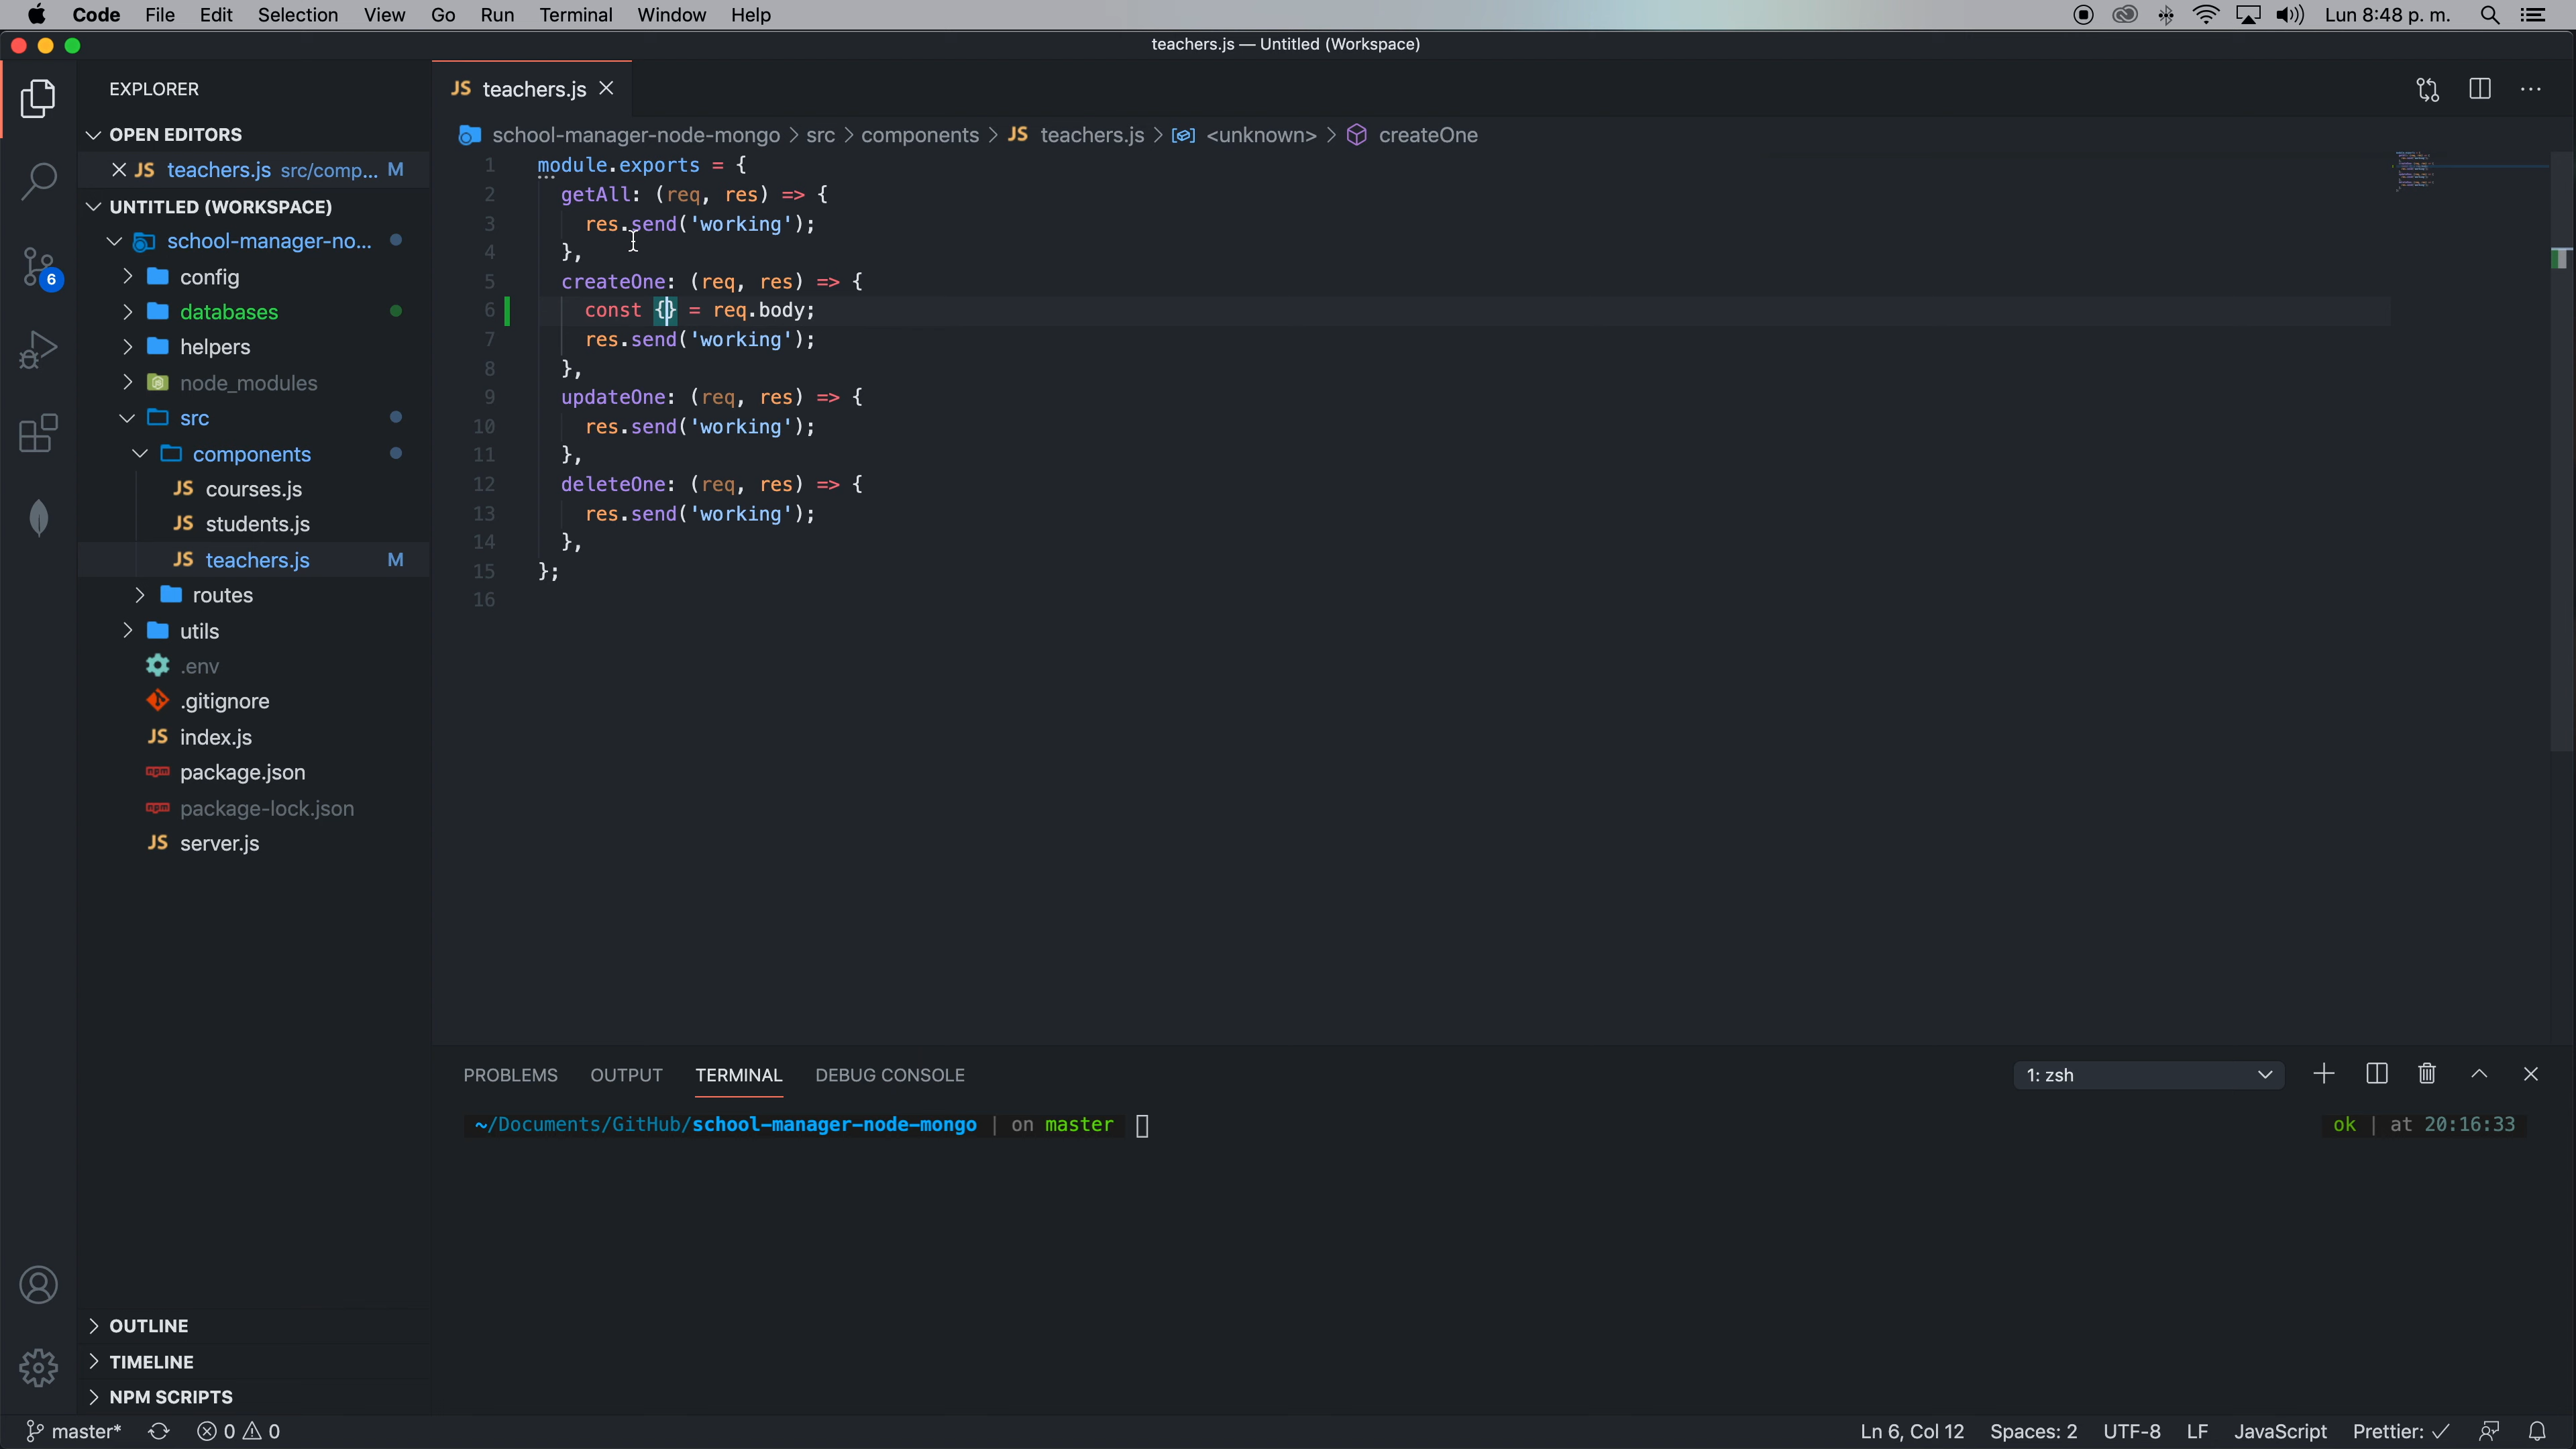 Code File Edit Selection View Go Run Terminal Window Help Lun 8:48 p. m.
teachers.js — Untitled (Workspace)
EXPLORER
JS teachers.js
OPEN EDITORS
JS teachers.js src/comp... M
school-manager-node-mongo > src > components > JS teachers.js > <unknown> > createOne
UNTITLED (WORKSPACE)
school-manager-no...
config
databases
helpers
node_modules
src
components
JS courses.js
JS students.js
JS teachers.js M
routes
utils
.env
.gitignore
JS index.js
npm package.json
npm package-lock.json
JS server.js
6
1 module.exports = {
2 getAll: (req, res) => {
3 res.send('working');
4 },
5 createOne: (req, res) => {
6 const {} = req.body;
7 res.send('working');
8 },
9 updateOne: (req, res) => {
10 res.send('working');
11 },
12 deleteOne: (req, res) => {
13 res.send('working');
14 },
15 };
16
PROBLEMS OUTPUT TERMINAL DEBUG CONSOLE 1: zsh
~/Documents/GitHub/school-manager-node-mongo | on master ok | at 20:16:33
OUTLINE
TIMELINE
NPM SCRIPTS
master* 0 0 Ln 6, Col 12 Spaces: 2 UTF-8 LF JavaScript Prettier: ✓